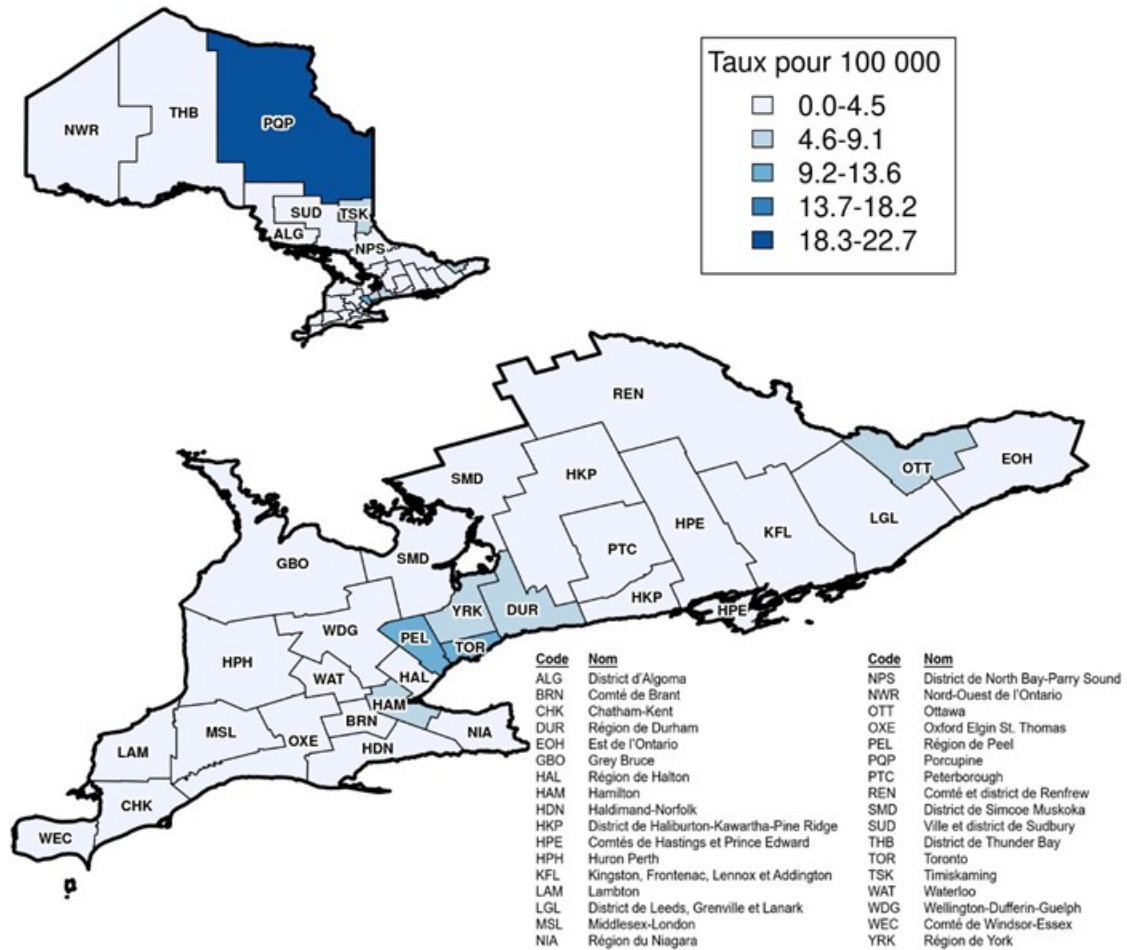 Taux pour 100 000
0.0-4.5
4.6-9.1
9.2-13.6
13.7-18.2
18.3-22.7
NWR
THB
PQP
SUD
TSK
ALG
NPS
REN
SMD
HKP
OTT
EOH
GBO
SMD
PTC
HPE
KFL
LGL
YRK
DUR
HKP
HPE
WDG
PEL
TOR
HPH
WAT
HAL
HAM
BRN
MSL
OXE
HDN
NIA
LAM
CHK
WEC
Code Nom
ALG District d'Algoma
BRN Comté de Brant
CHK Chatham-Kent
DUR Région de Durham
EOH Est de l'Ontario
GBO Grey Bruce
HAL Région de Halton
HAM Hamilton
HDN Haldimand-Norfolk
HKP District de Haliburton-Kawartha-Pine Ridge
HPE Comtés de Hastings et Prince Edward
HPH Huron Perth
KFL Kingston, Frontenac, Lennox et Addington
LAM Lambton
LGL District de Leeds, Grenville et Lanark
MSL Middlesex-London
NIA Région du Niagara
Code Nom
NPS District de North Bay-Parry Sound
NWR Nord-Ouest de l'Ontario
OTT Ottawa
OXE Oxford Elgin St. Thomas
PEL Région de Peel
PQP Porcupine
PTC Peterborough
REN Comté et district de Renfrew
SMD District de Simcoe Muskoka
SUD Ville et district de Sudbury
THB District de Thunder Bay
TOR Toronto
TSK Timiskaming
WAT Waterloo
WDG Wellington-Dufferin-Guelph
WEC Comté de Windsor-Essex
YRK Région de York